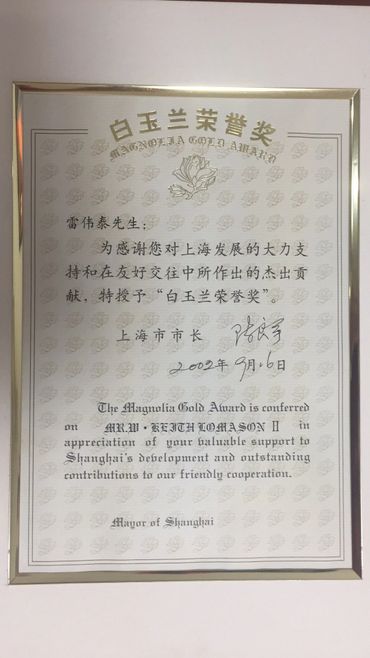 白玉兰荣誉奖
MAGNOLIA GOLD AWARD
雷伟泰先生:
为感谢您对上海发展的大力支
持和在友好交往中所作出的杰出贡
献,特授予“白玉兰荣誉奖”。
上海市市长 陈良宇
2002年9月16日
The Magnolia Gold Award is conferred
on MR.W·KEITH LOMASON II in
appreciation of your valuable support to
Shanghai's development and outstanding
contributions to our friendly cooperation.
Mayor of Shanghai